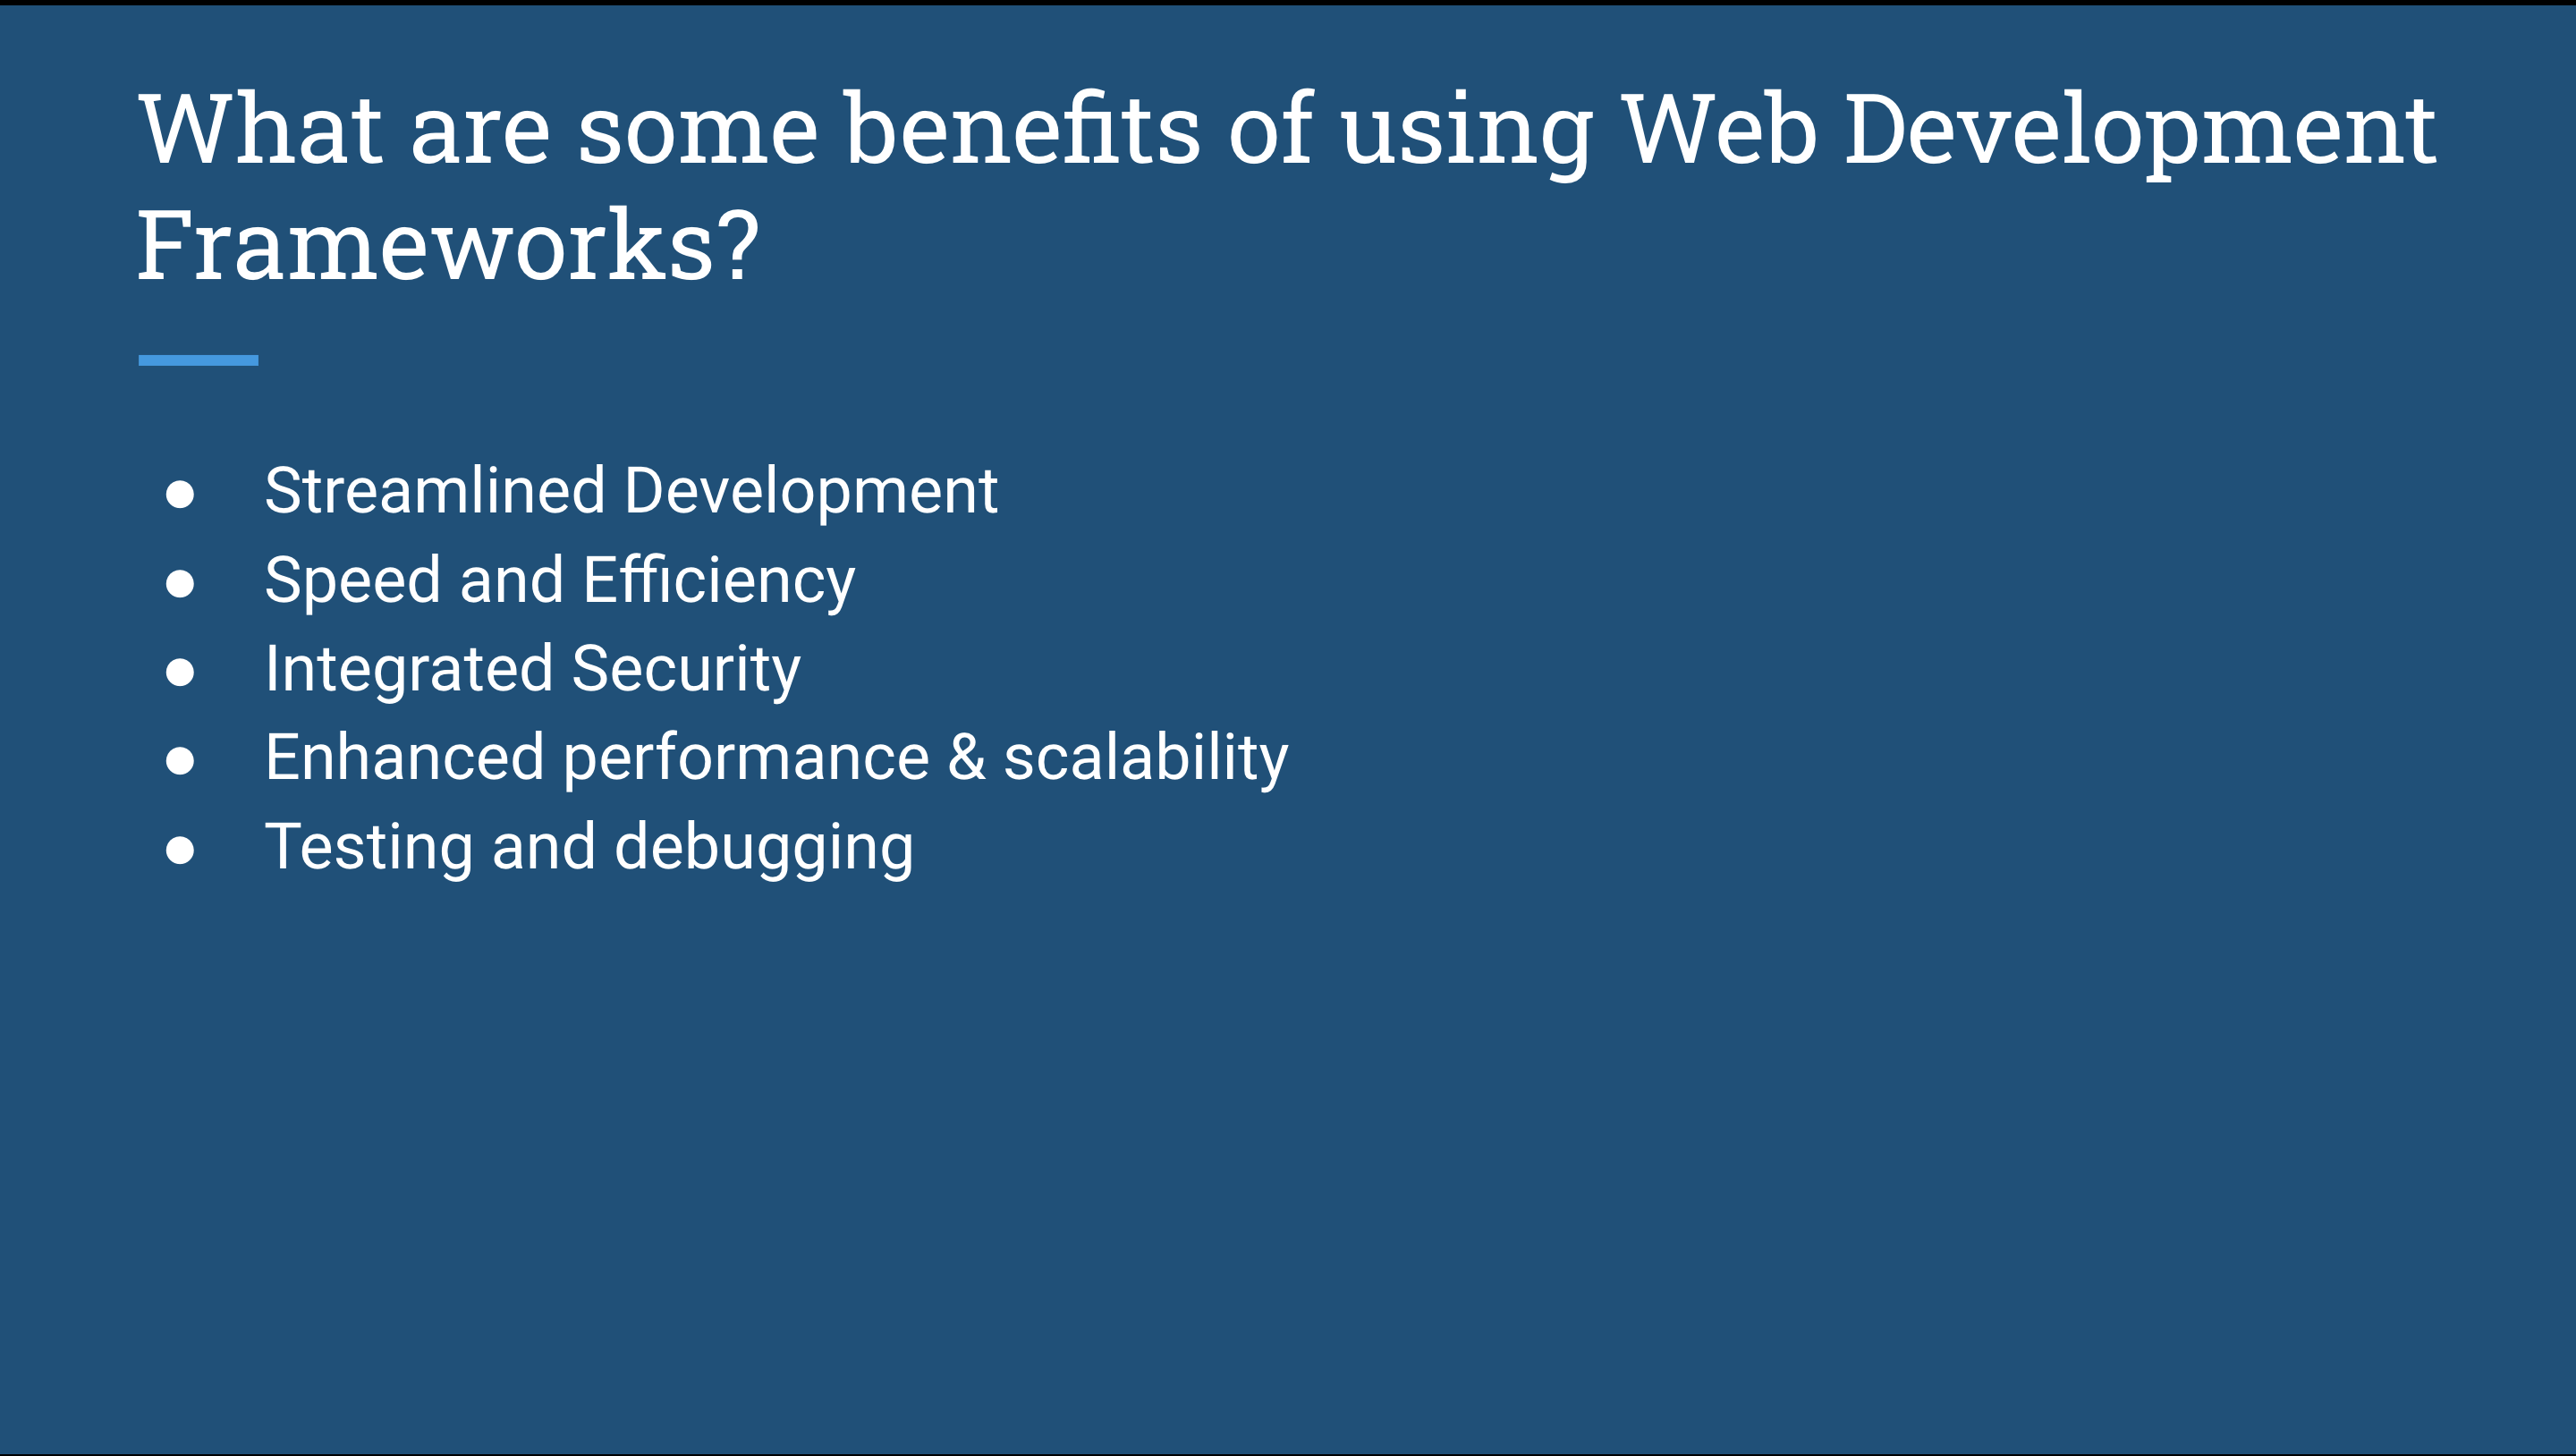 What are some benefits of using Web Development
Frameworks?
● Streamlined Development
● Speed and Efficiency
● Integrated Security
● Enhanced performance & scalability
● Testing and debugging